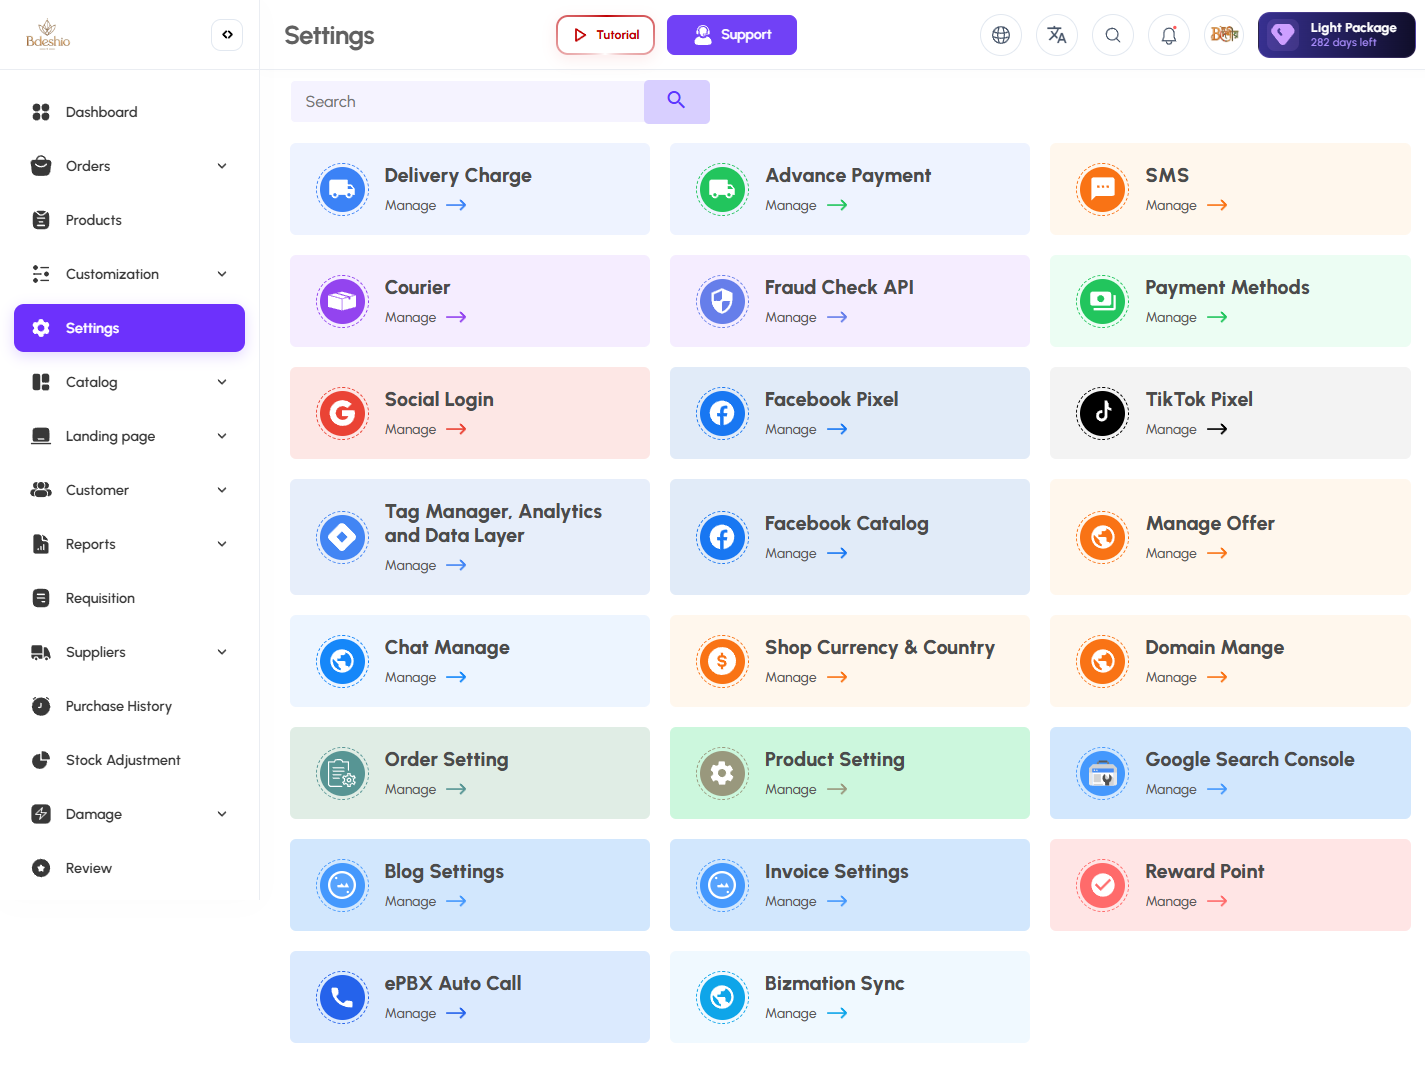 Bdeshio
Settings
Tutorial
Support
Light Package
282 days left
Dashboard
Orders
Products
Customization
Settings
Catalog
Landing page
Customer
Reports
Requisition
Suppliers
Purchase History
Stock Adjustment
Damage
Review
Search
Delivery Charge
Manage
Advance Payment
Manage
SMS
Manage
Courier
Manage
Fraud Check API
Manage
Payment Methods
Manage
Social Login
Manage
Facebook Pixel
Manage
TikTok Pixel
Manage
Tag Manager, Analytics
and Data Layer
Manage
Facebook Catalog
Manage
Manage Offer
Manage
Chat Manage
Manage
Shop Currency & Country
Manage
Domain Mange
Manage
Order Setting
Manage
Product Setting
Manage
Google Search Console
Manage
Blog Settings
Manage
Invoice Settings
Manage
Reward Point
Manage
ePBX Auto Call
Manage
Bizmation Sync
Manage